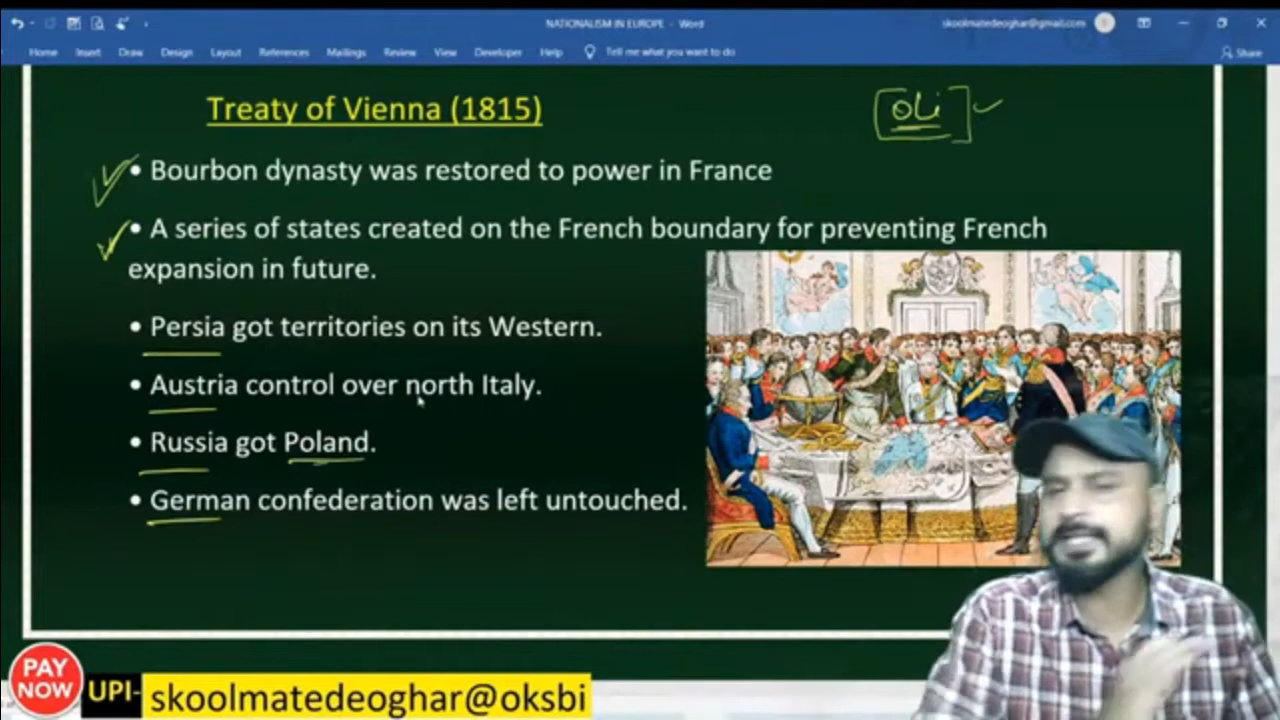 NATIONALISM IN EUROPE - Word
skoolmatedeoghar@gmail.com
Home Insert Draw Design Layout References Mailings Review View Developer Help Tell me what you want to do Share
Treaty of Vienna (1815)
OLi
• Bourbon dynasty was restored to power in France
• A series of states created on the French boundary for preventing French
expansion in future.
• Persia got territories on its Western.
• Austria control over north Italy.
• Russia got Poland.
• German confederation was left untouched.
PAY
NOW
UPI- skoolmatedeoghar@oksbi